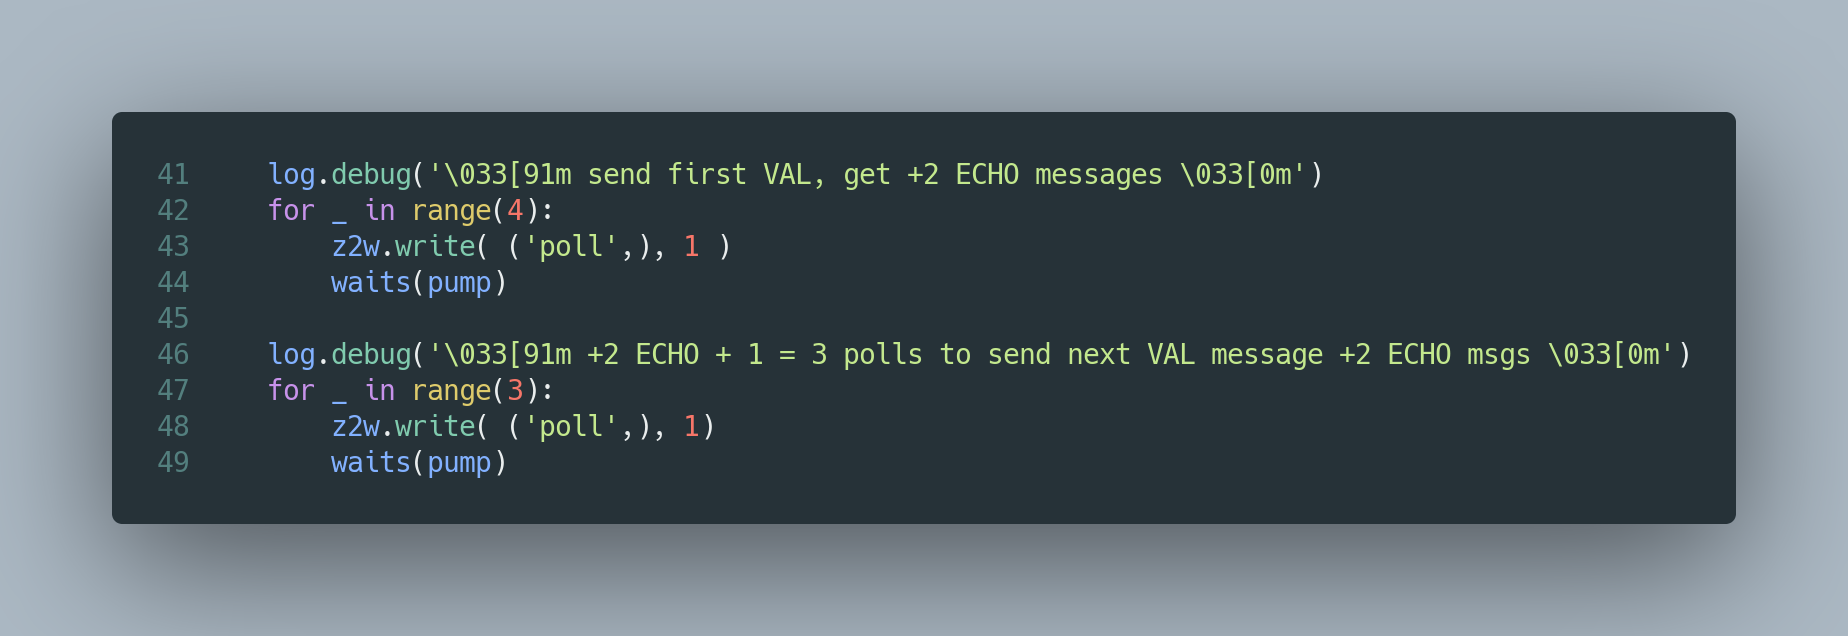 41     log.debug('\033[91m send first VAL, get +2 ECHO messages \033[0m')
42     for _ in range(4):
43         z2w.write( ('poll',), 1 )
44         waits(pump)
45
46     log.debug('\033[91m +2 ECHO + 1 = 3 polls to send next VAL message +2 ECHO msgs \033[0m')
47     for _ in range(3):
48         z2w.write( ('poll',), 1)
49         waits(pump)